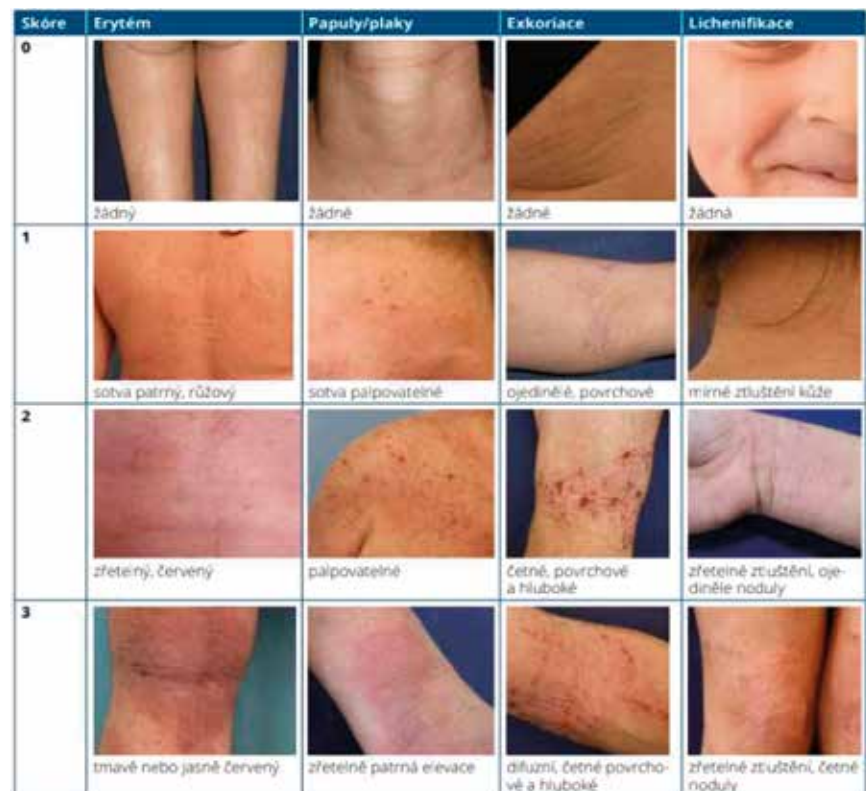 Skóre Erytém Papuly/plaky Exkoriace Lichenifikace
0
žádný žádné žádné žádná
1
sotva patrný, růžový sotva palpovatelné ojedinělé, povrchové mírné ztluštění kůže
2
zřetelný, červený palpovatelné četné, povrchové zřetelné ztluštění, oje-
a hluboké diněle noduly
3
tmavě nebo jasně červený zřetelně patrná elevace difuzní, četné povrcho- zřetelné ztluštění, četné
vé a hluboké noduly